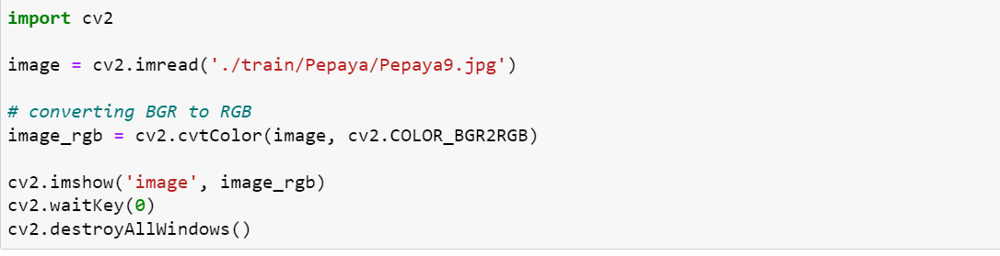 import cv2
image = cv2.imread('./train/Pepaya/Pepaya9.jpg')
# converting BGR to RGB
image_rgb = cv2.cvtColor(image, cv2.COLOR_BGR2RGB)
cv2.imshow('image', image_rgb)
cv2.waitKey(0)
cv2.destroyAllWindows()